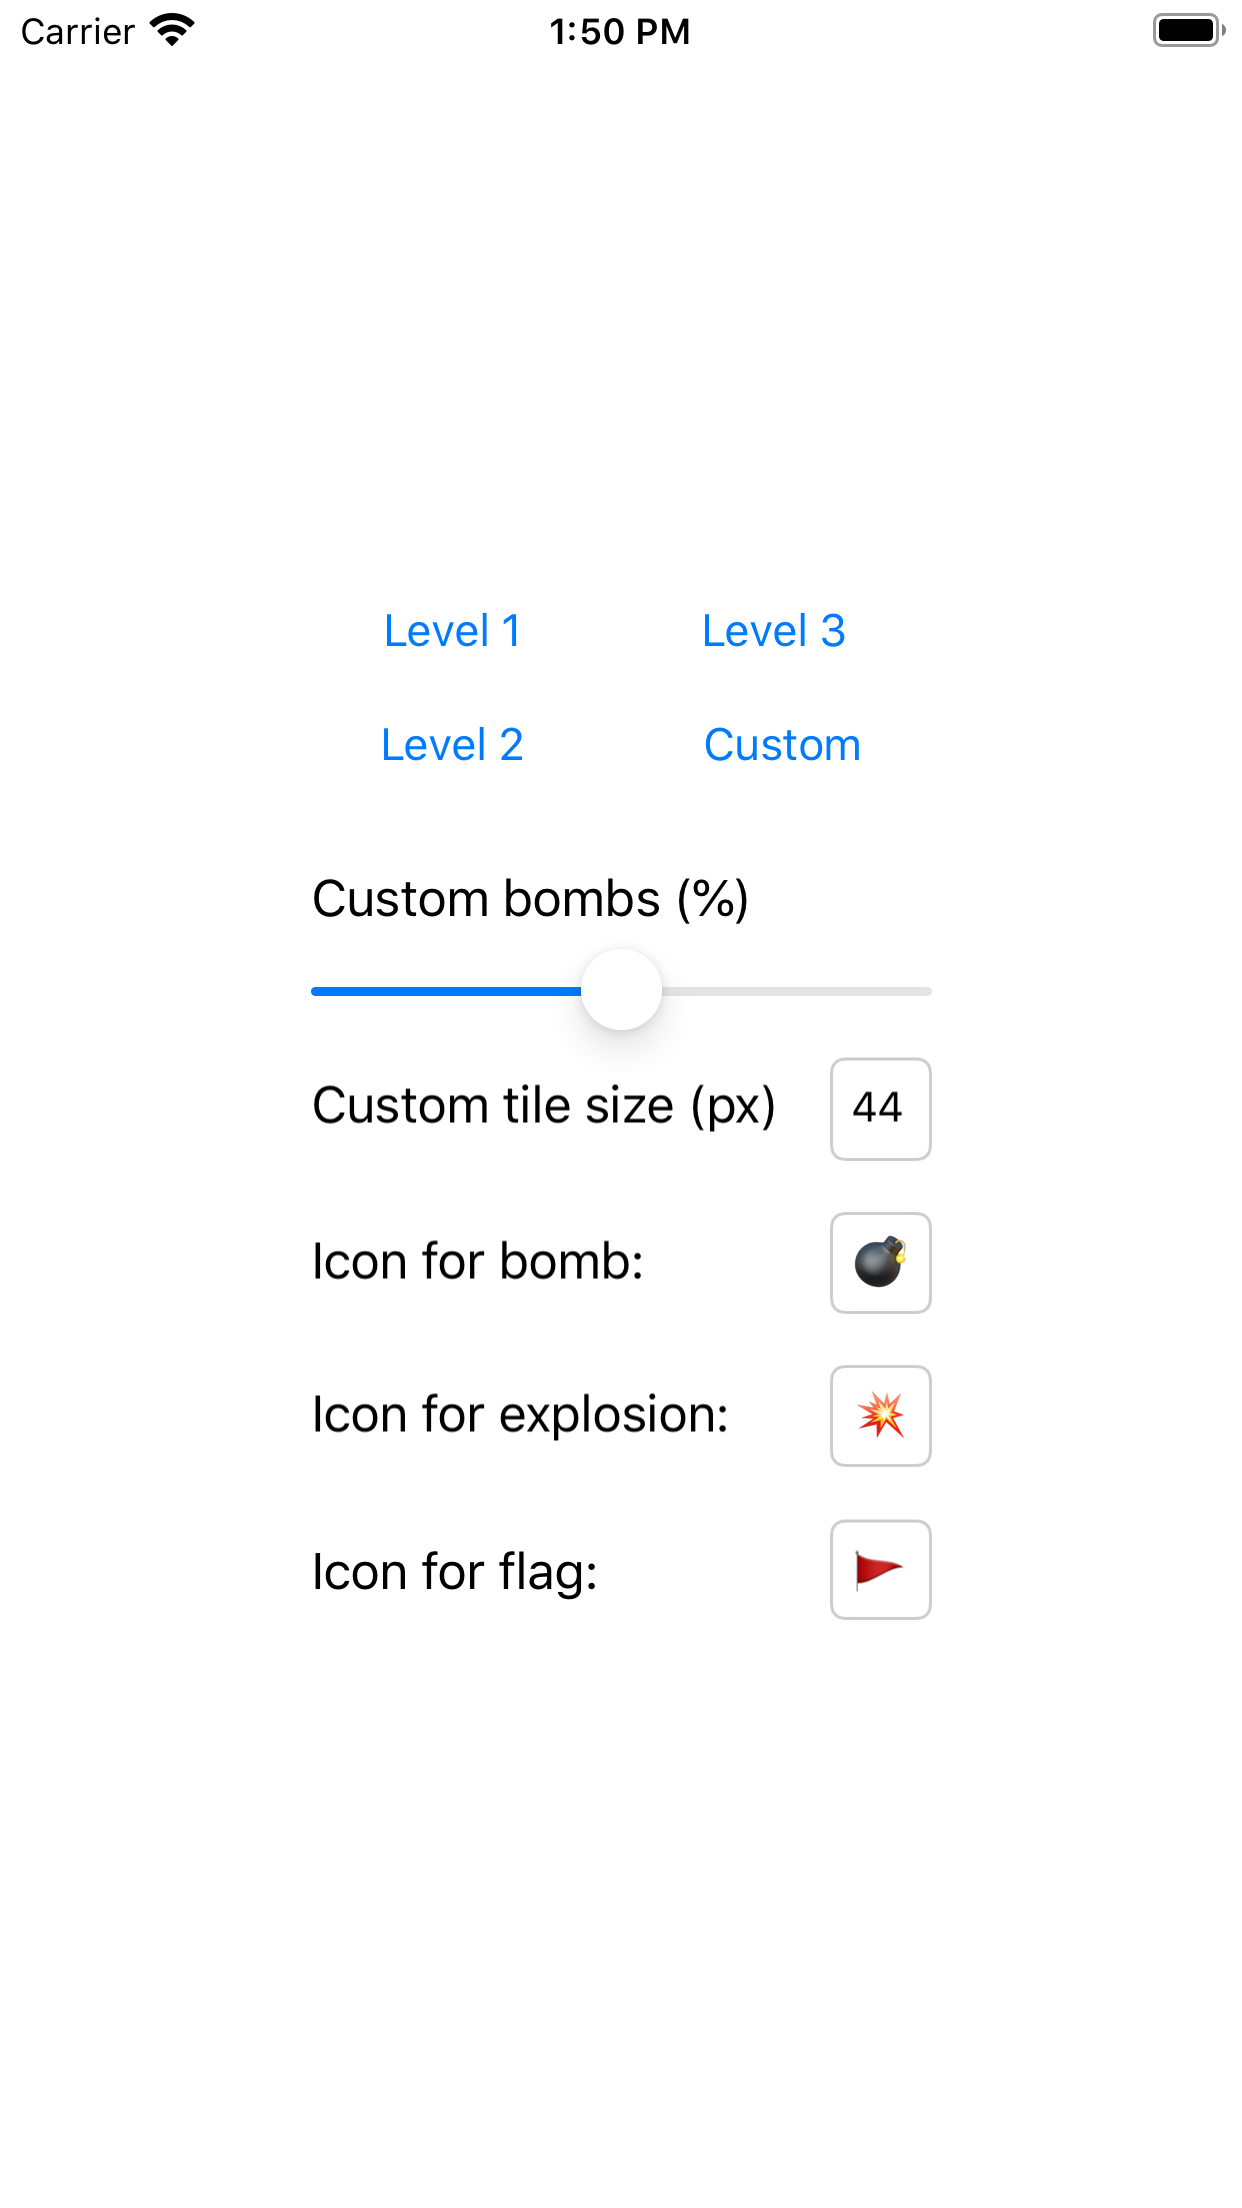 Carrier 1:50 PM
Level 1 Level 3
Level 2 Custom
Custom bombs (%)
Custom tile size (px) 44
Icon for bomb: 💣
Icon for explosion: 💥
Icon for flag: 🚩